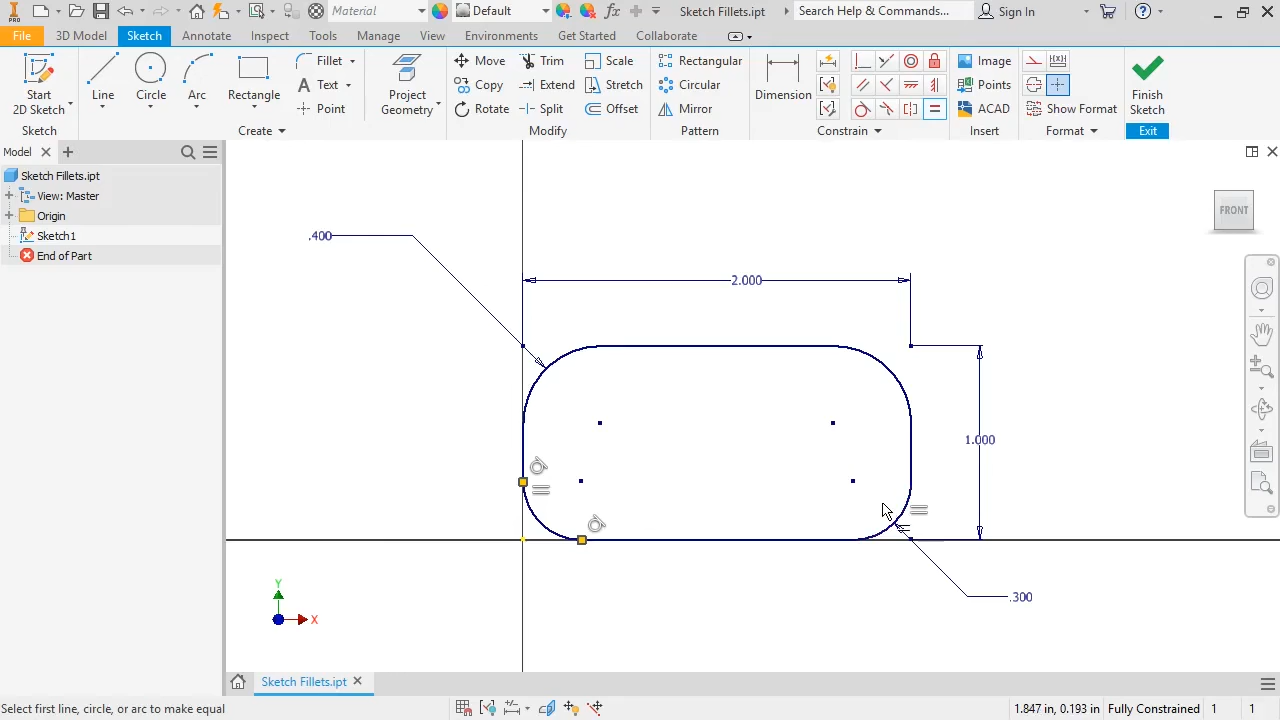 PRO
Material
Default
fx
Sketch Fillets.ipt
Search Help & Commands...
Sign In
File
3D Model
Sketch
Annotate
Inspect
Tools
Manage
View
Environments
Get Started
Collaborate
Start
2D Sketch
Line
Circle
Arc
Rectangle
Fillet
Text
Point
Project
Geometry
Move
Copy
Rotate
Trim
Extend
Split
Scale
Stretch
Offset
Rectangular
Circular
Mirror
Dimension
Image
Points
ACAD
Show Format
Finish
Sketch
Sketch
Create
Modify
Pattern
Constrain
Insert
Format
Exit
Model
Sketch Fillets.ipt
View: Master
Origin
Sketch1
End of Part
FRONT
.400
2.000
1.000
.300
Y
X
Sketch Fillets.ipt
Select first line, circle, or arc to make equal
1.847 in, 0.193 in
Fully Constrained
1
1